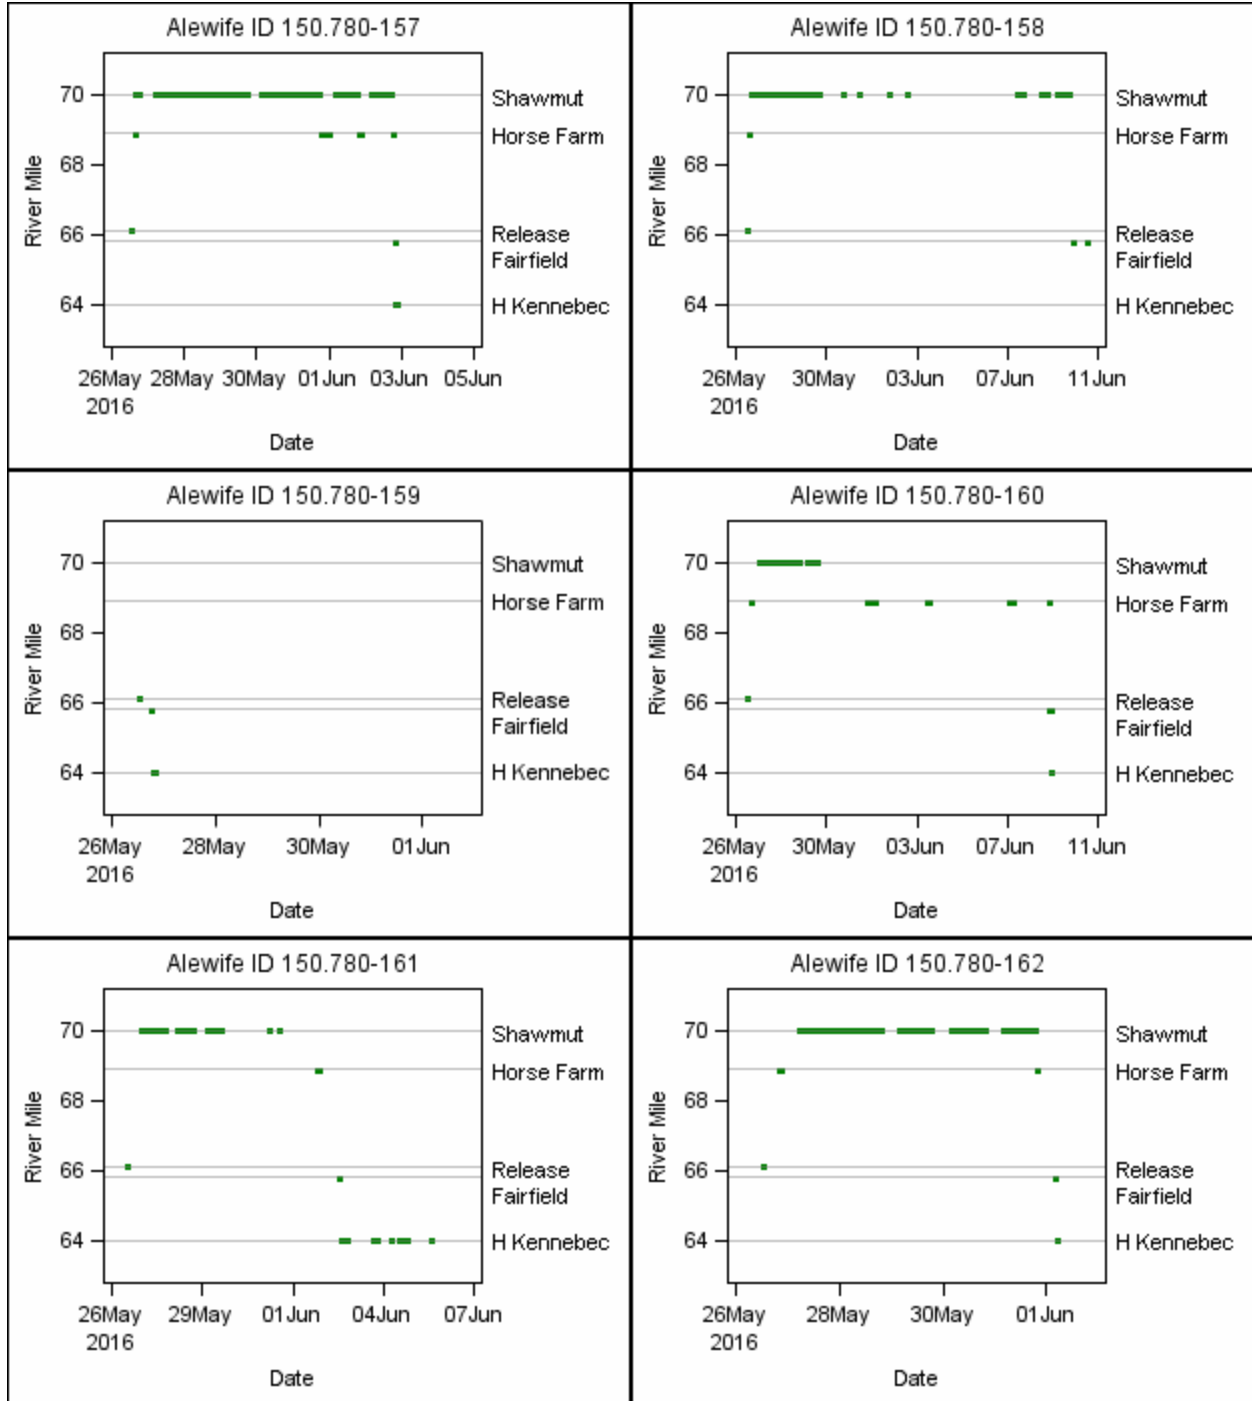 Alewife ID 150.780-157
70
68
66
64
River Mile
Shawmut
Horse Farm
Release
Fairfield
H Kennebec
26May 28May 30May 01Jun 03Jun 05Jun
2016
Date
Alewife ID 150.780-158
70
68
66
64
River Mile
Shawmut
Horse Farm
Release
Fairfield
H Kennebec
26May 30May 03Jun 07Jun 11Jun
2016
Date
Alewife ID 150.780-159
70
68
66
64
River Mile
Shawmut
Horse Farm
Release
Fairfield
H Kennebec
26May 28May 30May 01Jun
2016
Date
Alewife ID 150.780-160
70
68
66
64
River Mile
Shawmut
Horse Farm
Release
Fairfield
H Kennebec
26May 30May 03Jun 07Jun 11Jun
2016
Date
Alewife ID 150.780-161
70
68
66
64
River Mile
Shawmut
Horse Farm
Release
Fairfield
H Kennebec
26May 29May 01Jun 04Jun 07Jun
2016
Date
Alewife ID 150.780-162
70
68
66
64
River Mile
Shawmut
Horse Farm
Release
Fairfield
H Kennebec
26May 28May 30May 01Jun
2016
Date